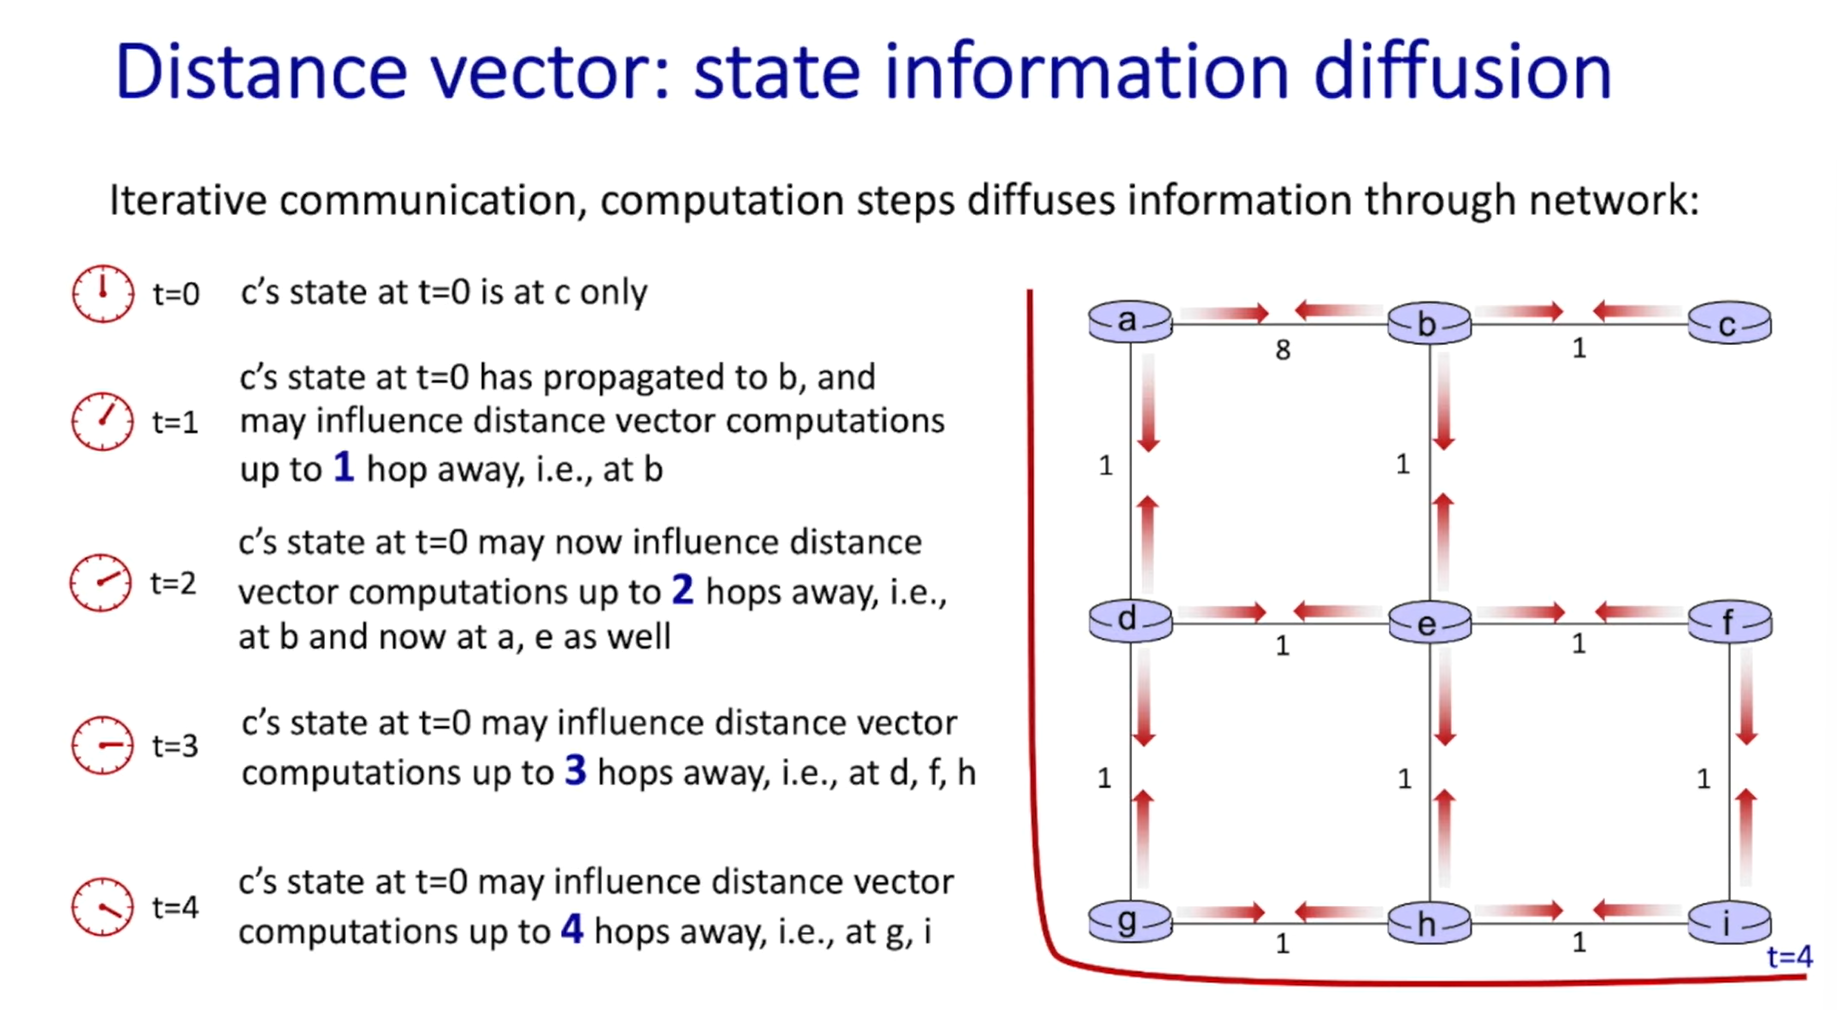 Distance vector: state information diffusion
Iterative communication, computation steps diffuses information through network:
t=0
c’s state at t=0 is at c only
t=1
c’s state at t=0 has propagated to b, and
may influence distance vector computations
up to 1 hop away, i.e., at b
t=2
c’s state at t=0 may now influence distance
vector computations up to 2 hops away, i.e.,
at b and now at a, e as well
t=3
c’s state at t=0 may influence distance vector
computations up to 3 hops away, i.e., at d, f, h
t=4
c’s state at t=0 may influence distance vector
computations up to 4 hops away, i.e., at g, i
a b c
8 1
1 1
d e f
1 1
1 1 1
g h i
1 1
t=4